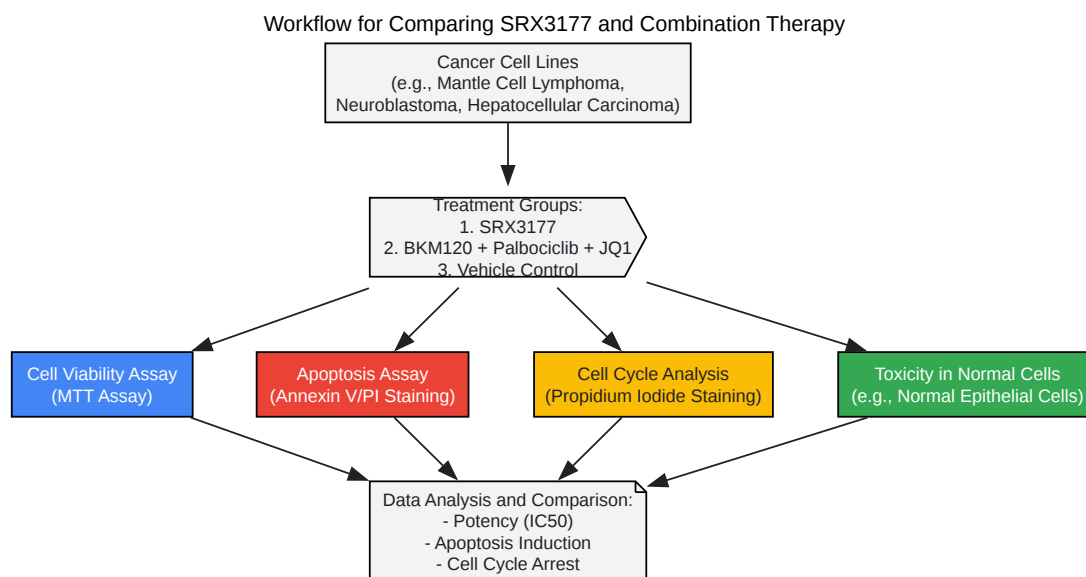 Workflow for Comparing SRX3177 and Combination Therapy
Cancer Cell Lines
(e.g., Mantle Cell Lymphoma,
Neuroblastoma, Hepatocellular Carcinoma)
Treatment Groups:
1. SRX3177
2. BKM120 + Palbociclib + JQ1
3. Vehicle Control
Cell Viability Assay
(MTT Assay)
Apoptosis Assay
(Annexin V/PI Staining)
Cell Cycle Analysis
(Propidium Iodide Staining)
Toxicity in Normal Cells
(e.g., Normal Epithelial Cells)
Data Analysis and Comparison:
- Potency (IC50)
- Apoptosis Induction
- Cell Cycle Arrest